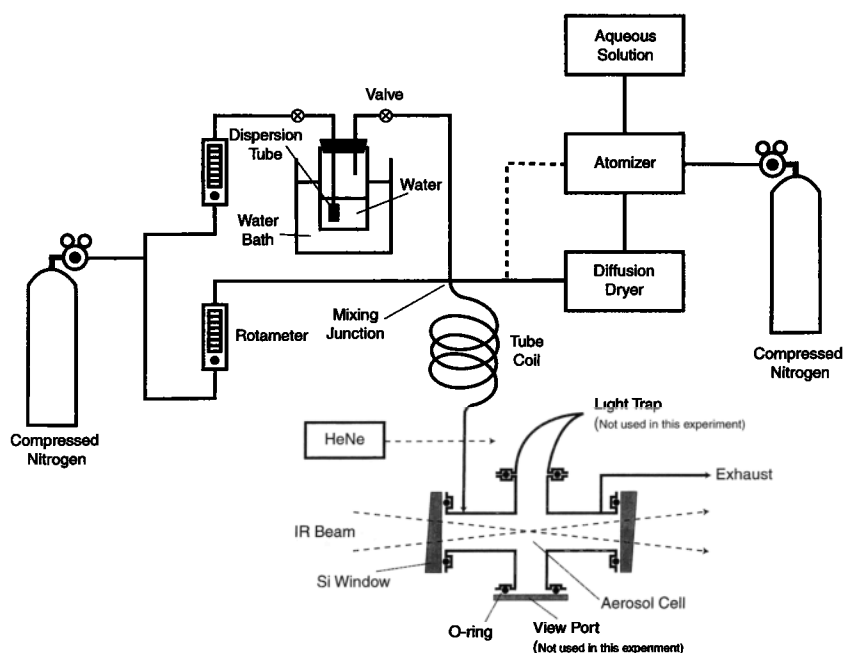 Aqueous
Solution
Valve
Dispersion
Tube
Atomizer
Water
Water
Bath
Diffusion
Dryer
Mixing
Junction
Rotameter
Tube
Coil
Compressed
Nitrogen
Compressed
Nitrogen
Light Trap
(Not used in this experiment)
HeNe
Exhaust
IR Beam
Si Window
Aerosol Cell
O-ring
View Port
(Not used in this experiment)